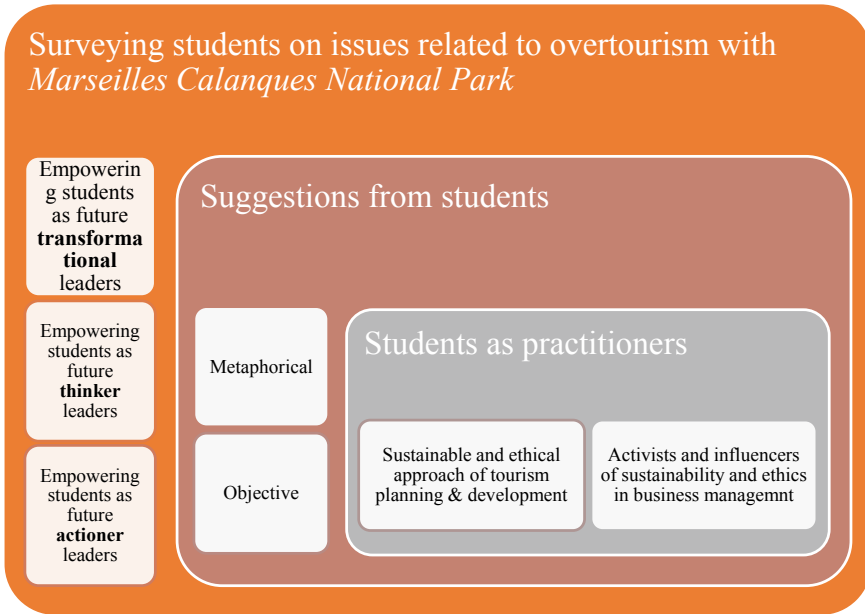 Surveying students on issues related to overtourism with
Marseilles Calanques National Park
Empowerin
g students
as future
transforma
tional
leaders
Empowering
students as
future
thinker
leaders
Empowering
students as
future
actioner
leaders
Suggestions from students
Metaphorical
Objective
Students as practitioners
Sustainable and ethical
approach of tourism
planning & development
Activists and influencers
of sustainability and ethics
in business managemnt